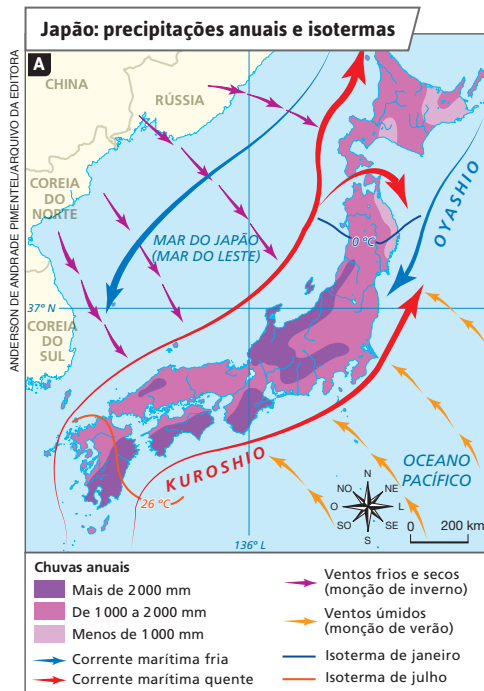 Japão: precipitações anuais e isotermas
ANDERSON DE ANDRADE PIMENTEL/ARQUIVO DA EDITORA
A
CHINA
RÚSSIA
COREIA
DO
NORTE
MAR DO JAPÃO
(MAR DO LESTE)
0 ºC
OYASHIO
37º N
COREIA
DO
SUL
KUROSHIO
26 ºC
OCEANO
PACÍFICO
N
NO
NE
O
L
SO
SE
S
0 200 km
136º L
Chuvas anuais
Mais de 2 000 mm
De 1 000 a 2 000 mm
Menos de 1 000 mm
Corrente marítima fria
Corrente marítima quente
Ventos frios e secos
(monção de inverno)
Ventos úmidos
(monção de verão)
Isoterma de janeiro
Isoterma de julho